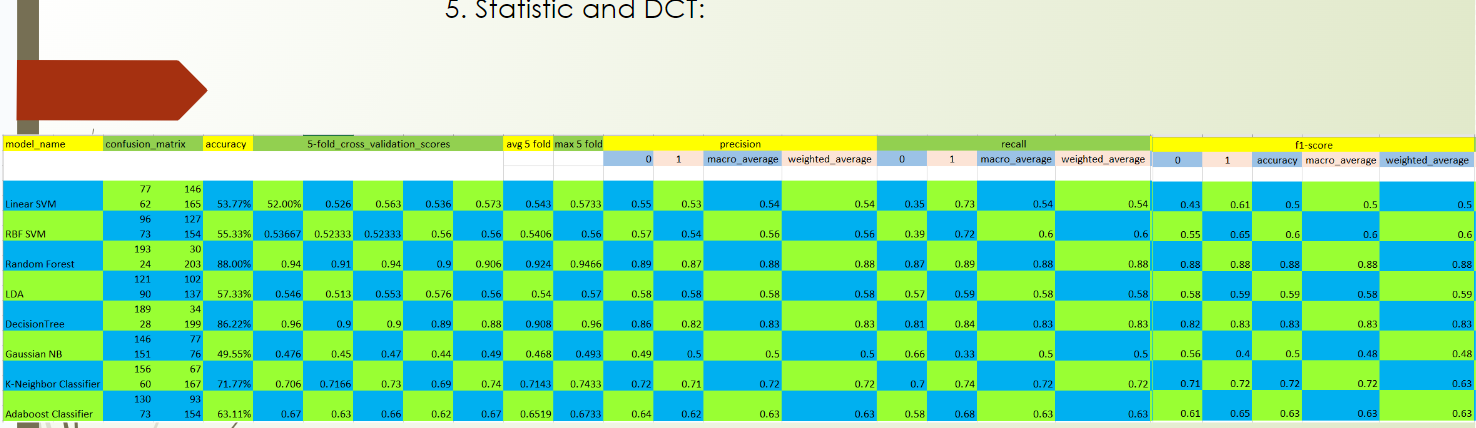 5. Statistic and DCT:
model_name confusion_matrix accuracy 5-fold_cross_validation_scores avg 5 fold max 5 fold precision recall f1-score
0 1 macro_average weighted_average 0 1 macro_average weighted_average 0 1 accuracy macro_average weighted_average
77 146
Linear SVM 62 165 53.77% 52.00% 0.526 0.563 0.536 0.573 0.543 0.5733 0.55 0.53 0.54 0.54 0.35 0.73 0.54 0.54 0.43 0.61 0.5 0.5 0.5
96 127
RBF SVM 73 154 55.33% 0.53667 0.52333 0.52333 0.56 0.56 0.5406 0.56 0.57 0.54 0.56 0.56 0.39 0.72 0.6 0.6 0.55 0.65 0.6 0.6 0.6
193 30
Random Forest 24 203 88.00% 0.94 0.91 0.94 0.9 0.906 0.924 0.9466 0.89 0.87 0.88 0.88 0.87 0.89 0.88 0.88 0.88 0.88 0.88 0.88 0.88
121 102
LDA 90 137 57.33% 0.546 0.513 0.553 0.576 0.56 0.54 0.57 0.58 0.58 0.58 0.58 0.57 0.59 0.58 0.58 0.58 0.59 0.59 0.58 0.59
189 34
DecisionTree 28 199 86.22% 0.96 0.9 0.9 0.89 0.88 0.908 0.96 0.86 0.82 0.83 0.83 0.81 0.84 0.83 0.83 0.82 0.83 0.83 0.83 0.83
146 77
Gaussian NB 151 76 49.55% 0.476 0.45 0.47 0.44 0.49 0.468 0.493 0.49 0.5 0.5 0.5 0.66 0.33 0.5 0.5 0.56 0.4 0.5 0.48 0.48
156 67
K-Neighbor Classifier 60 167 71.77% 0.706 0.7166 0.73 0.69 0.74 0.7143 0.7433 0.72 0.71 0.72 0.72 0.7 0.74 0.72 0.72 0.71 0.72 0.72 0.72 0.63
130 93
Adaboost Classifier 73 154 63.11% 0.67 0.63 0.66 0.62 0.67 0.6519 0.6733 0.64 0.62 0.63 0.63 0.58 0.68 0.63 0.63 0.61 0.65 0.63 0.63 0.63